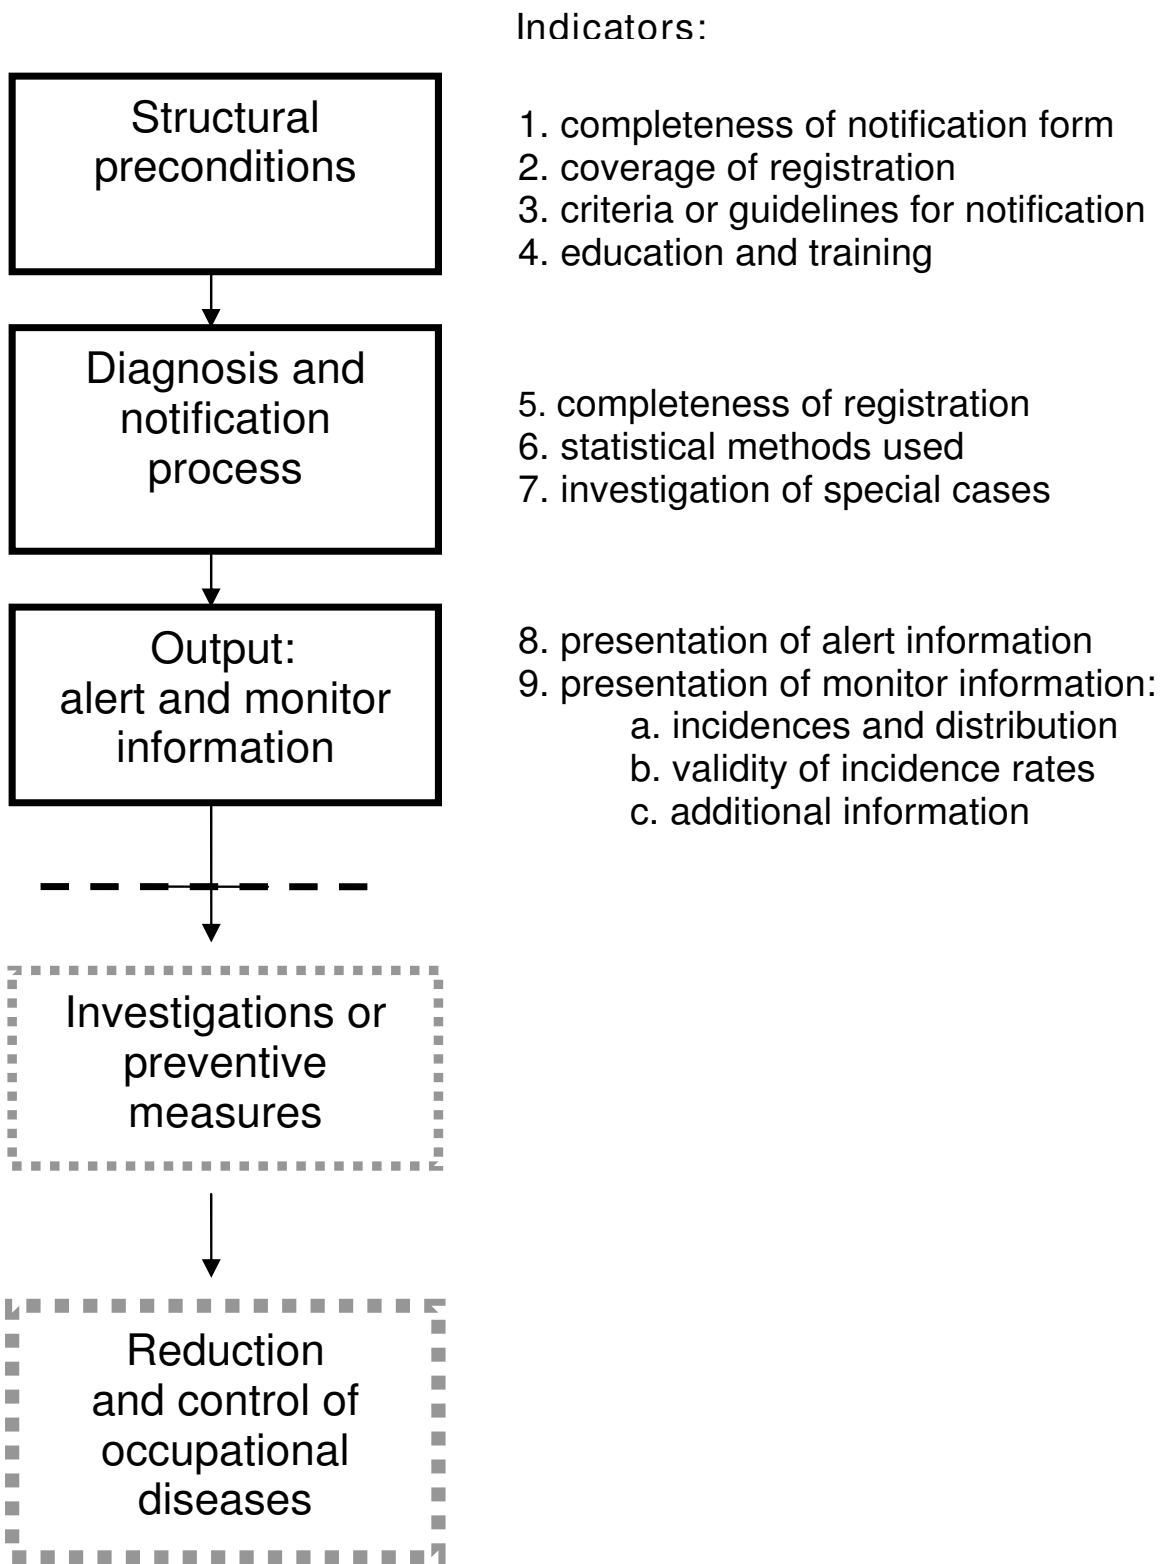 Indicators:
Structural
preconditions
1. completeness of notification form
2. coverage of registration
3. criteria or guidelines for notification
4. education and training
Diagnosis and
notification
process
5. completeness of registration
6. statistical methods used
7. investigation of special cases
Output:
alert and monitor
information
8. presentation of alert information
9. presentation of monitor information:
a. incidences and distribution
b. validity of incidence rates
c. additional information
Investigations or
preventive
measures
Reduction
and control of
occupational
diseases